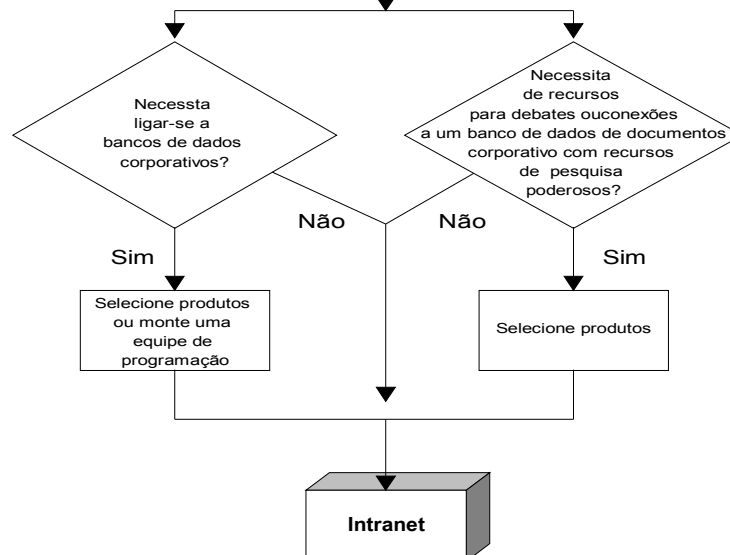 Necessta
ligar-se a
bancos de dados
corporativos?
Necessita
de recursos
para debates ouconexões
a um banco de dados de documentos
corporativo com recursos
de pesquisa
poderosos?
Não
Não
Sim
Sim
Selecione produtos
ou monte uma
equipe de
programação
Selecione produtos
Intranet